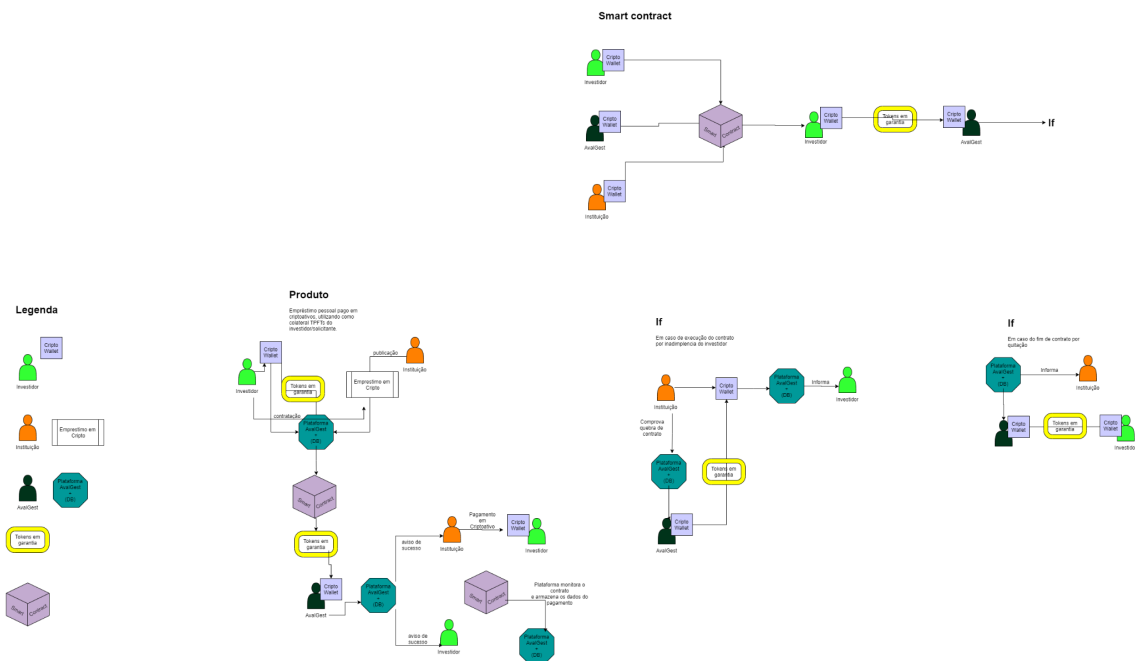 Smart contract
Cripto
Wallet
Investidor
Cripto
Wallet
AvalGest
Smart
Contract
Cripto
Wallet
Investidor
Tokens em
garantia
Cripto
Wallet
AvalGest
If
Cripto
Wallet
Instituição
Legenda
Cripto
Wallet
Investidor
Instituição
Emprestimo em
Cripto
AvalGest
Plataforma
AvalGest
+
(DB)
Tokens em
garantia
Smart
Contract
Produto
Empréstimo pessoal pago em
criptoativos, utilizando como
colateral TPFTs do
investidor/solicitante.
Cripto
Wallet
Investidor
publicação
Instituição
Tokens em
garantia
Emprestimo em
Cripto
contratação
Plataforma
AvalGest
+
(DB)
Smart
Contract
Tokens em
garantia
Cripto
Wallet
AvalGest
Plataforma
AvalGest
+
(DB)
aviso de
sucesso
Instituição
Pagamento
em
Criptoativo
Cripto
Wallet
Investidor
aviso de
sucesso
Investidor
Smart
Contract
Plataforma monitora o
contrato
e armazena os dados do
pagamento
Plataforma
AvalGest
+
(DB)
If
Em caso de execução do contrato
por inadimplencia do investidor
Instituição
Cripto
Wallet
Plataforma
AvalGest
+
(DB)
Informa
Investidor
Comprova
quebra de
contrato
Plataforma
AvalGest
+
(DB)
Tokens em
garantia
Cripto
Wallet
AvalGest
If
Em caso do fim de contrato por
quitação
Plataforma
AvalGest
+
(DB)
Informa
Instituição
Cripto
Wallet
AvalGest
Tokens em
garantia
Cripto
Wallet
Investidor